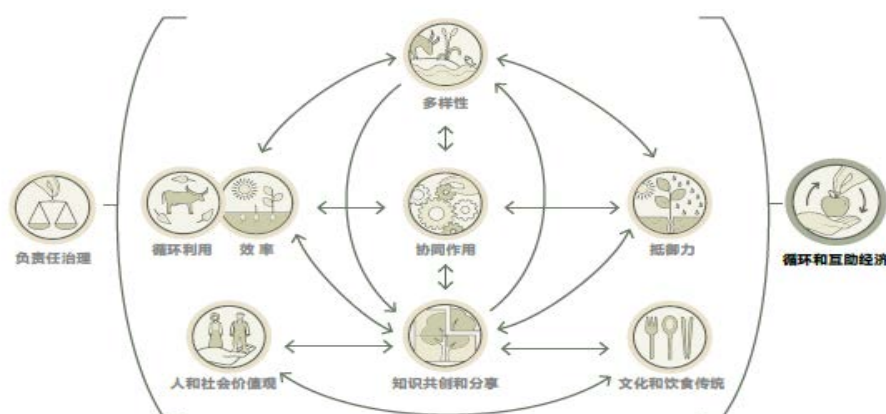 多样性
负责任治理
循环利用
效率
协同作用
抵御力
循环和互助经济
人和社会价值观
知识共创和分享
文化和饮食传统